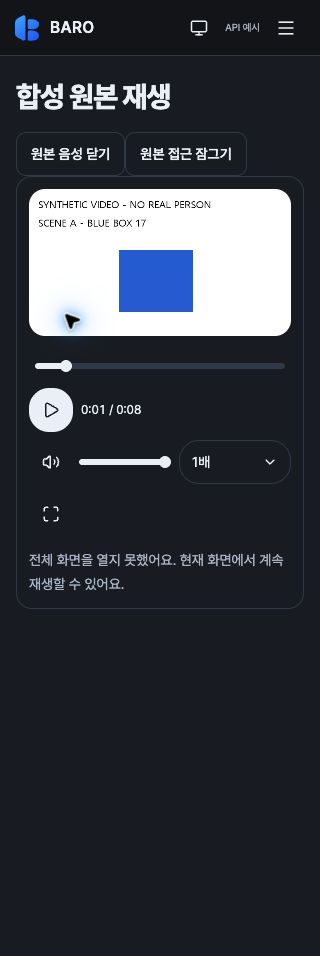 BARO
API 예시
합성 원본 재생
원본 음성 닫기
원본 접근 잠그기
SYNTHETIC VIDEO - NO REAL PERSON
SCENE A - BLUE BOX 17
0:01 / 0:08
1배
전체 화면을 열지 못했어요. 현재 화면에서 계속
재생할 수 있어요.